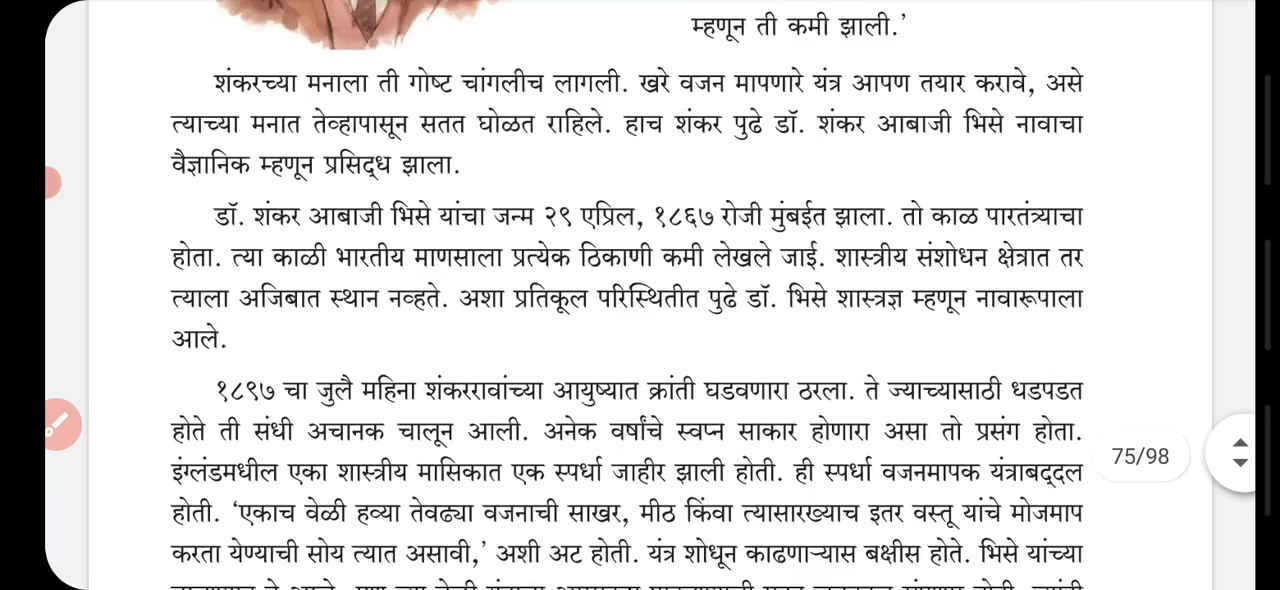 म्हणून ती कमी झाली.’
शंकरच्या मनाला ती गोष्ट चांगलीच लागली. खरे वजन मापणारे यंत्र आपण तयार करावे, असे
त्याच्या मनात तेव्हापासून सतत घोळत राहिले. हाच शंकर पुढे डॉ. शंकर आबाजी भिसे नावाचा
वैज्ञानिक म्हणून प्रसिद्ध झाला.
डॉ. शंकर आबाजी भिसे यांचा जन्म २९ एप्रिल, १८६७ रोजी मुंबईत झाला. तो काळ पारतंत्र्याचा
होता. त्या काळी भारतीय माणसाला प्रत्येक ठिकाणी कमी लेखले जाई. शास्त्रीय संशोधन क्षेत्रात तर
त्याला अजिबात स्थान नव्हते. अशा प्रतिकूल परिस्थितीत पुढे डॉ. भिसे शास्त्रज्ञ म्हणून नावारूपाला
आले.
१८९७ चा जुलै महिना शंकररावांच्या आयुष्यात क्रांती घडवणारा ठरला. ते ज्याच्यासाठी धडपडत
होते ती संधी अचानक चालून आली. अनेक वर्षांचे स्वप्न साकार होणारा असा तो प्रसंग होता.
इंग्लंडमधील एका शास्त्रीय मासिकात एक स्पर्धा जाहीर झाली होती. ही स्पर्धा वजनमापक यंत्राबद्दल
होती. ‘एकाच वेळी हव्या तेवढ्या वजनाची साखर, मीठ किंवा त्यासारख्याच इतर वस्तू यांचे मोजमाप
करता येण्याची सोय त्यात असावी,’ अशी अट होती. यंत्र शोधून काढणाऱ्यास बक्षीस होते. भिसे यांच्या
75/98